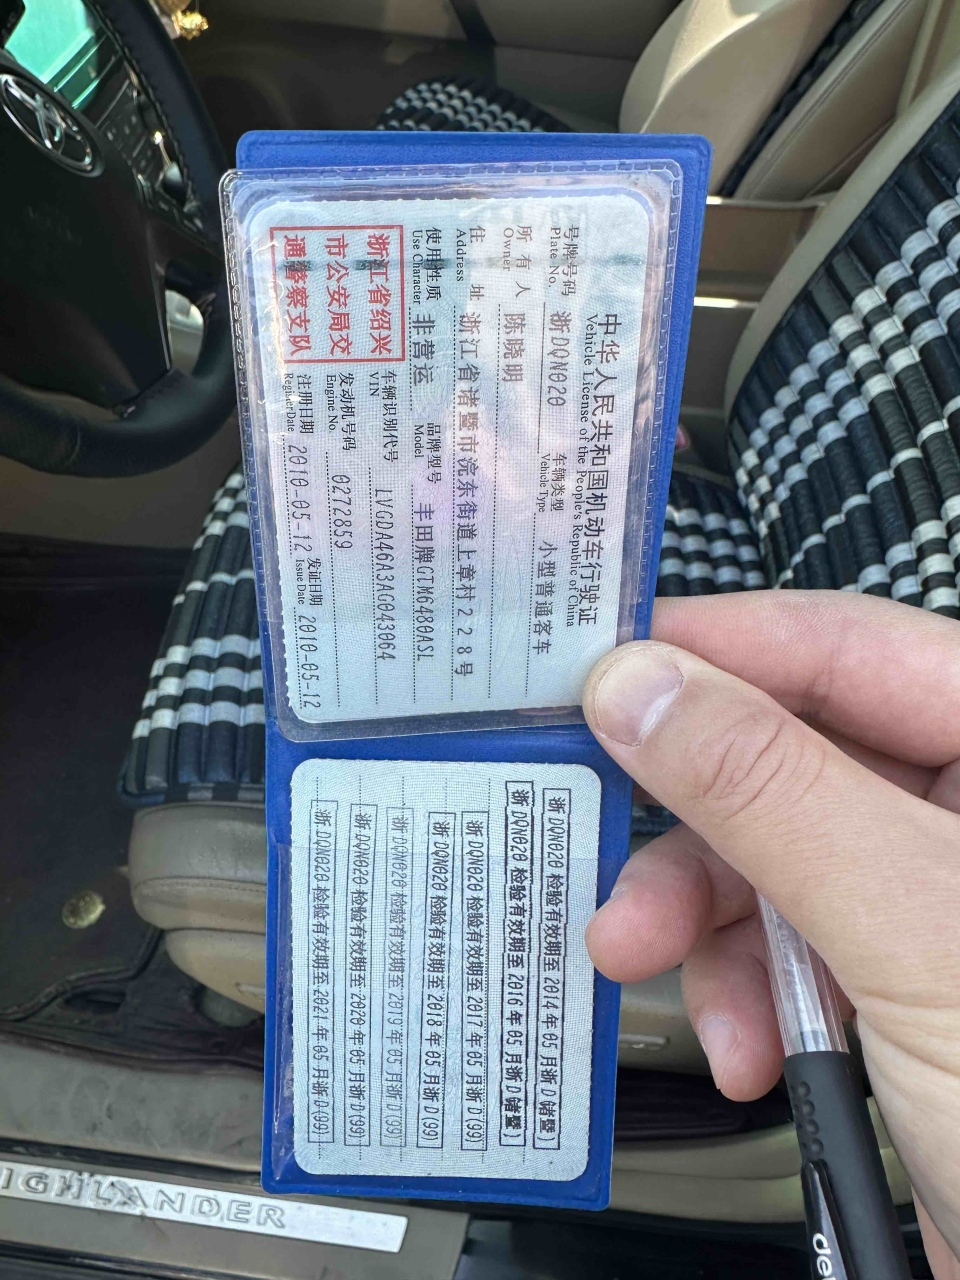 中华人民共和国机动车行驶证
Vehicle License of the People's Republic of China
号牌号码 浙DQN020 车辆类型 小型普通客车
Plate No. Vehicle Type
所有人 陈晓明
Owner
住址 浙江省诸暨市浣东街道上章村228号
Address
使用性质 非营运 品牌型号 丰田牌GTM6480ASL
Use Character Model
浙江省绍兴
市公安局交
通警察支队
车辆识别代号 LVGDA46A3AG043064
VIN
发动机号码 0272859
Engine No.
注册日期 2010-05-12 发证日期 2010-05-12
Register Date Issue Date
浙DQN020 检验有效期至2014年05月浙D(诸暨)
浙DQN020 检验有效期至2016年05月浙D(诸暨)
浙DQN020 检验有效期至2017年05月浙D(99)
浙DQN020 检验有效期至2018年05月浙D(99)
浙DQN020 检验有效期至2019年05月浙D(99)
浙DQN020 检验有效期至2020年05月浙D(99)
浙DQN020 检验有效期至2021年05月浙D(99)
IGHLANDER
de